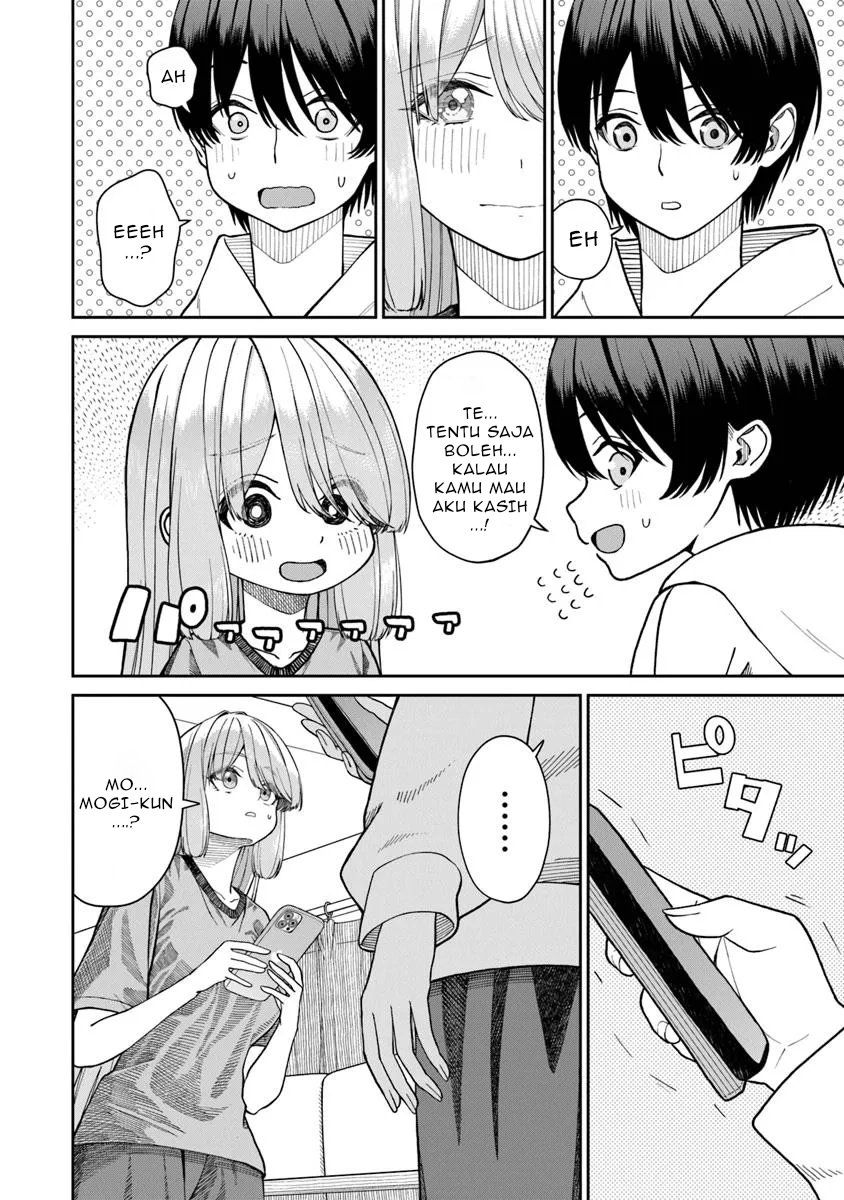 EH
AH
EEEH
...?
TE...
TENTU SAJA
BOLEH...
KALAU
KAMU MAU
AKU KASIH
...!
パァァァァァァ
ピタッ
.....
MO...
MOGI-KUN
....?